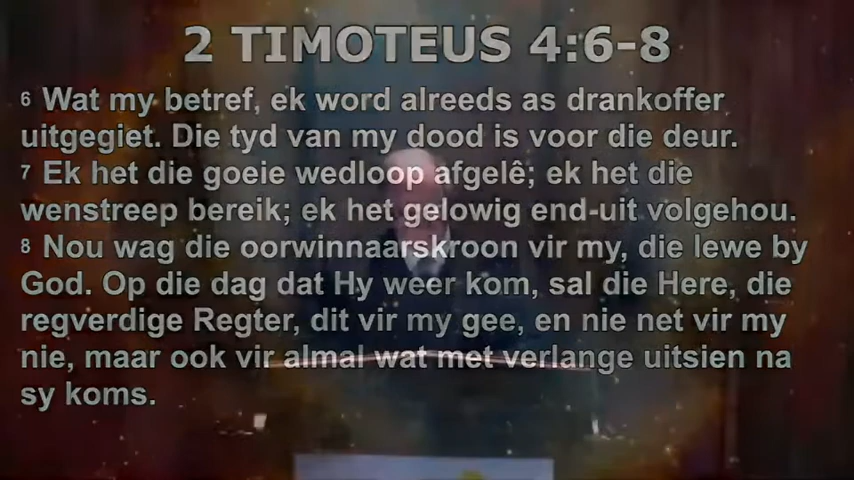 2 TIMOTEUS 4:6-8
6 Wat my betref, ek word alreeds as drankoffer
uitgegiet. Die tyd van my dood is voor die deur.
7 Ek het die goeie wedloop afgelê; ek het die
wenstreep bereik; ek het gelowig end-uit volgehou.
8 Nou wag die oorwinnaarskroon vir my, die lewe by
God. Op die dag dat Hy weer kom, sal die Here, die
regverdige Regter, dit vir my gee, en nie net vir my
nie, maar ook vir almal wat met verlange uitsien na
sy koms.